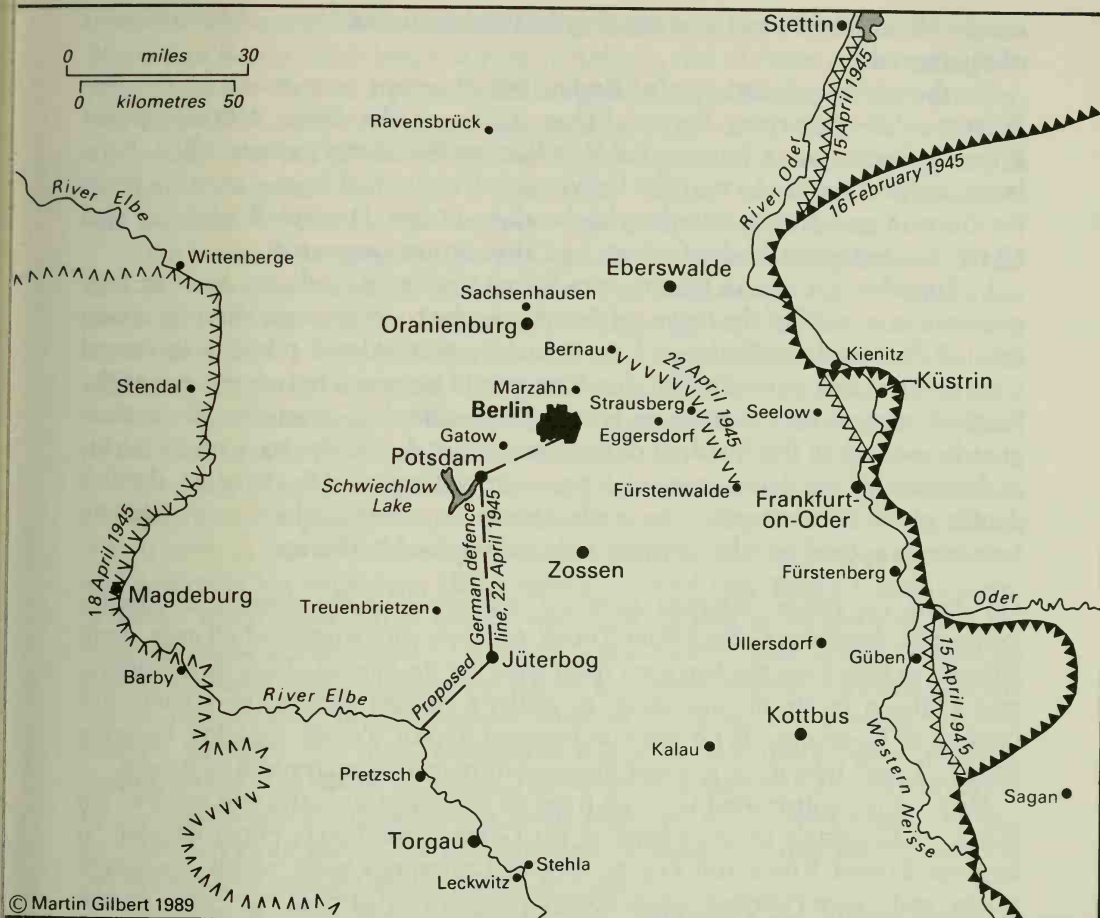 Stettin
0 miles 30
0 kilometres 50
15 April 1945
Ravensbrück
16 February 1945
River Oder
River Elbe
Wittenberge
Eberswalde
Sachsenhausen
Oranienburg
Bernau
22 April 1945
Kienitz
Stendal
Marzahn
Küstrin
Berlin
Strausberg
Seelow
Gatow
Eggersdorf
Potsdam
Schwiechlow
Lake
Fürstenwalde
Frankfurt-
on-Oder
18 April 1945
Zossen
Fürstenberg
Magdeburg
Oder
Treuenbrietzen
Proposed German defence
line, 22 April 1945
Ullersdorf
Jüterbog
Güben
15 April 1945
Barby
River Elbe
Kottbus
Kalau
Western Neisse
Pretzsch
Sagan
Torgau
Stehla
Leckwitz
© Martin Gilbert 1989